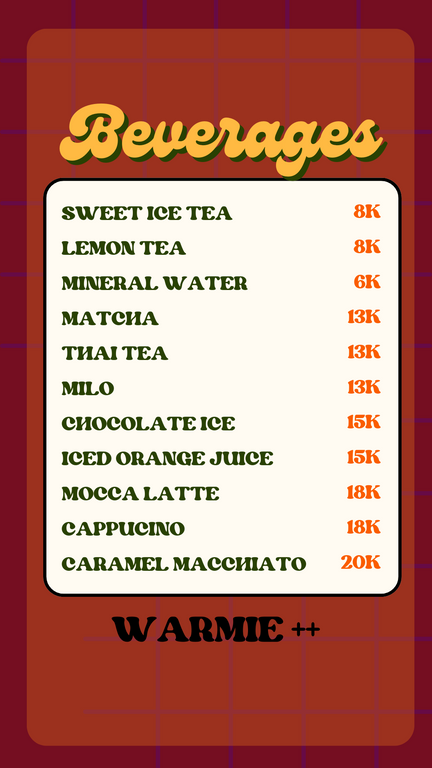 Beverages
SWEET ICE TEA 8K
LEMON TEA 8K
MINERAL WATER 6K
MATCHA 13K
THAI TEA 13K
MILO 13K
CHOCOLATE ICE 15K
ICED ORANGE JUICE 15K
MOCCA LATTE 18K
CAPPUCINO 18K
CARAMEL MACCHIATO 20K
WARMIE ++